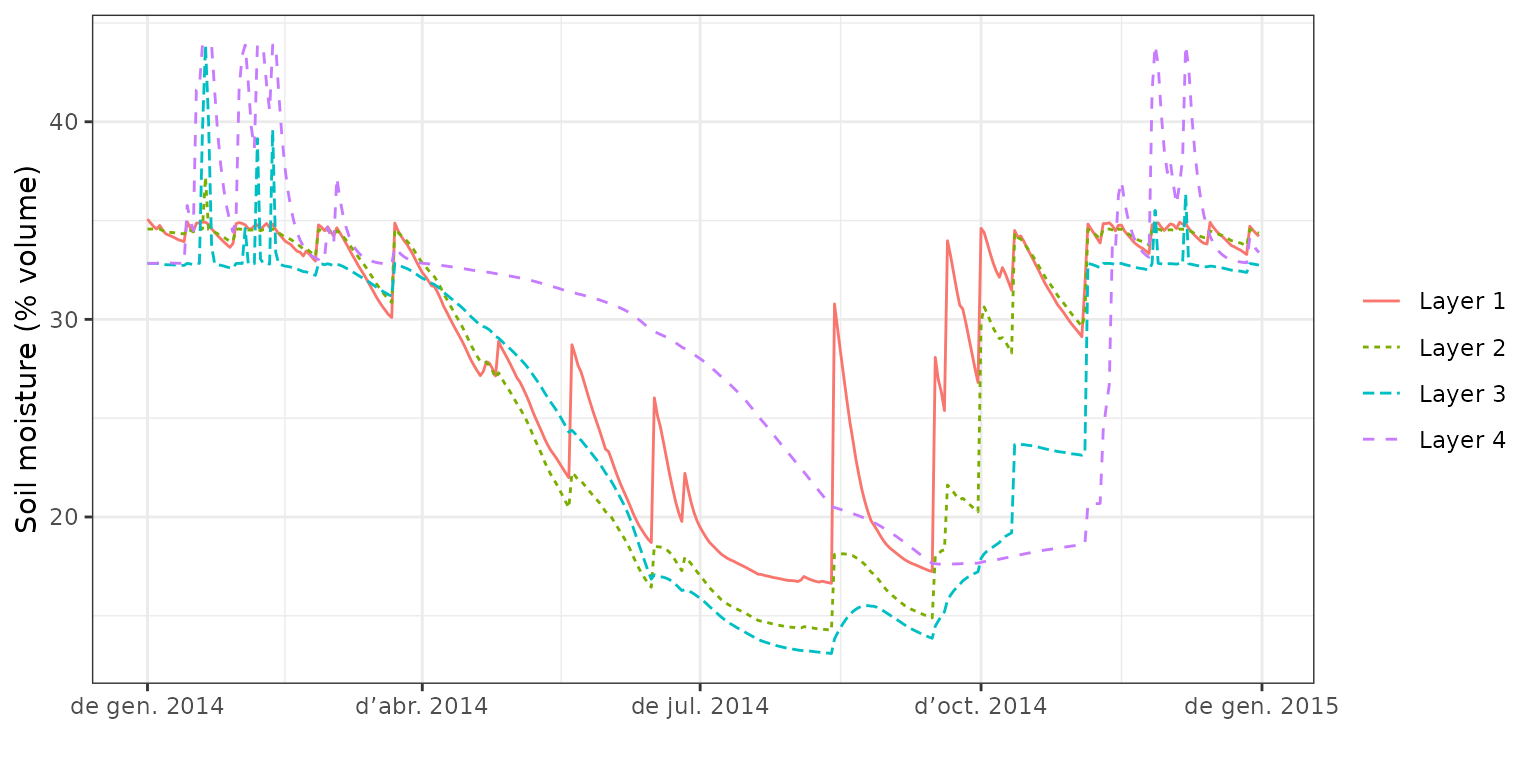 Soil moisture (% volume)
40
30
20
de gen. 2014
d’abr. 2014
de jul. 2014
d’oct. 2014
de gen. 2015
Layer 1
Layer 2
Layer 3
Layer 4